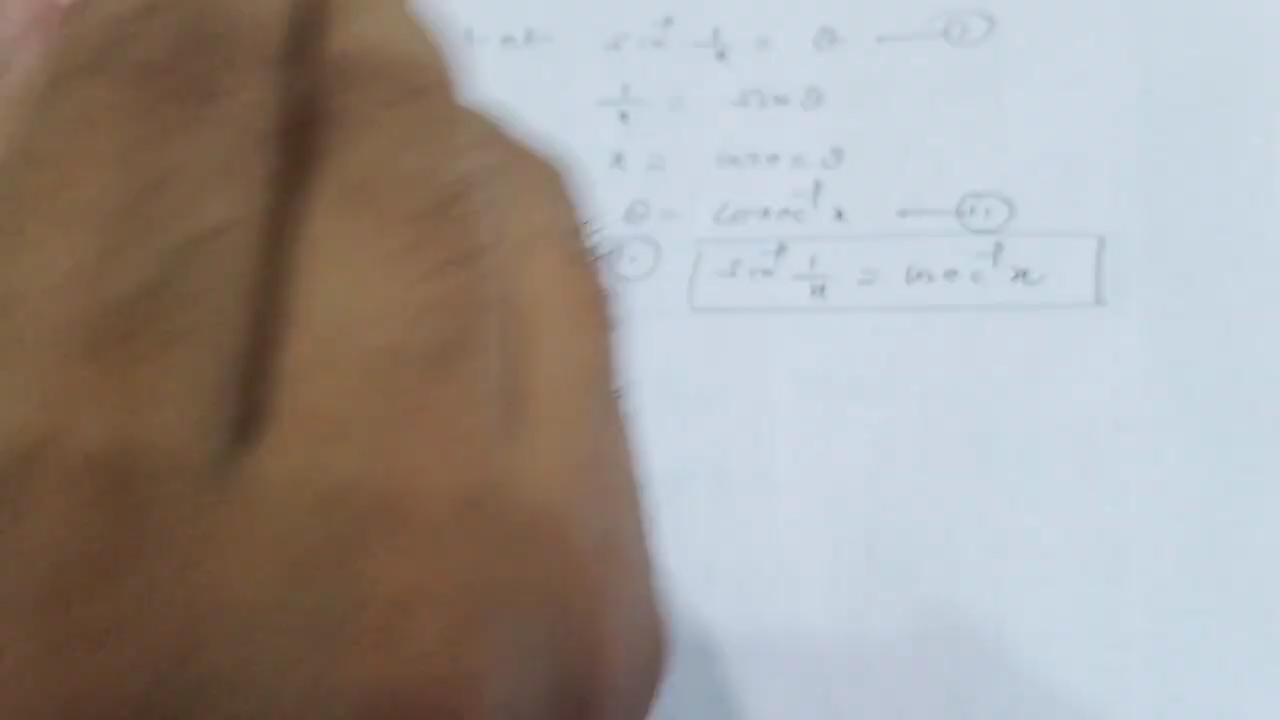 sin⁻¹ 1/x = θ —— (i)
1/x = sin θ
x = cosec θ
θ = cosec⁻¹ x —— (ii)
sin⁻¹ 1/x = cosec⁻¹ x